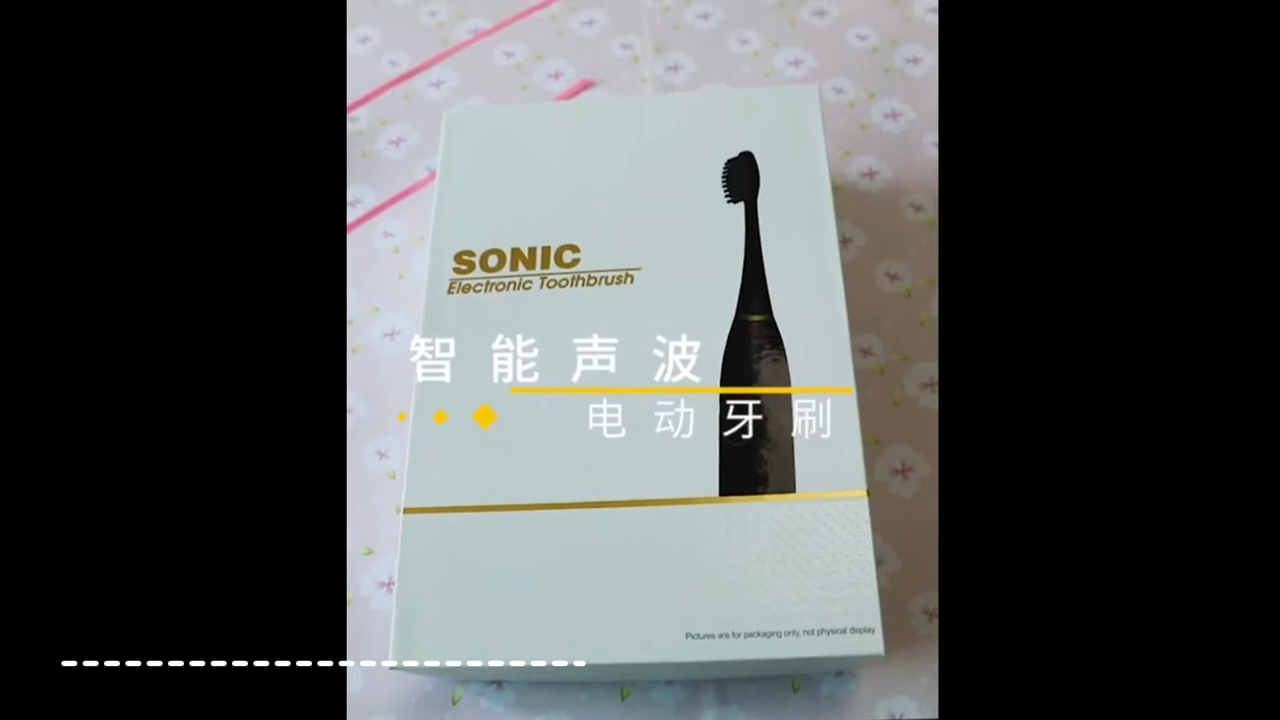 SONIC
Electronic Toothbrush
智能声波
电动牙刷
Pictures are for packaging only, not physical display